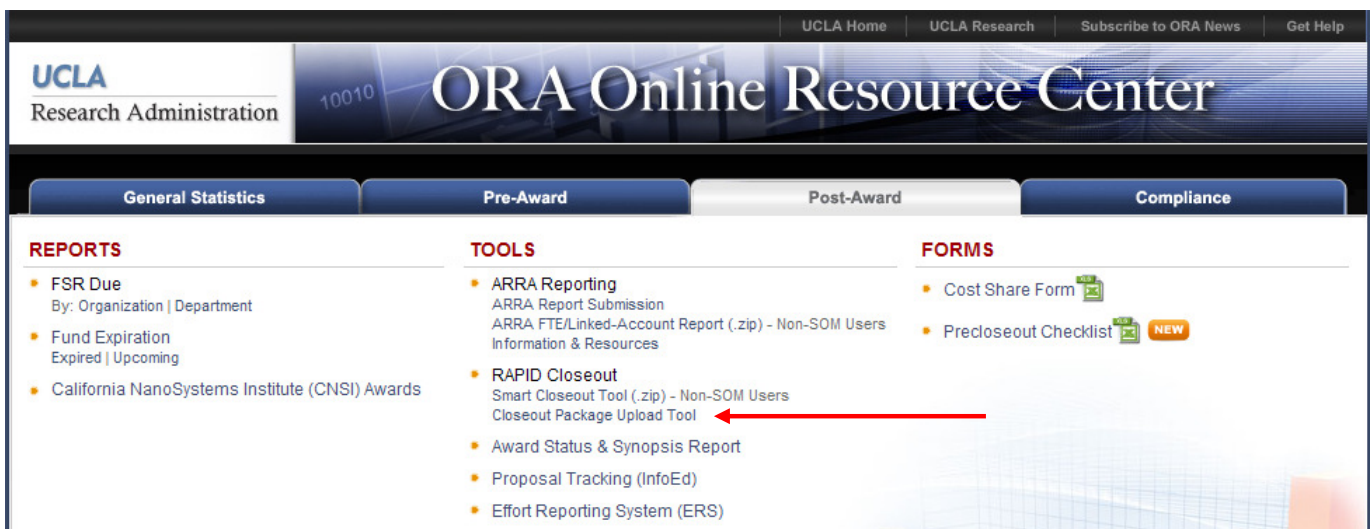 UCLA Home
UCLA Research
Subscribe to ORA News
Get Help
UCLA
Research Administration
10010
ORA Online Resource Center
General Statistics
Pre-Award
Post-Award
Compliance
REPORTS
FSR Due
By: Organization | Department
Fund Expiration
Expired | Upcoming
California NanoSystems Institute (CNSI) Awards
TOOLS
ARRA Reporting
ARRA Report Submission
ARRA FTE/Linked-Account Report (.zip) - Non-SOM Users
Information & Resources
RAPID Closeout
Smart Closeout Tool (.zip) - Non-SOM Users
Closeout Package Upload Tool
Award Status & Synopsis Report
Proposal Tracking (InfoEd)
Effort Reporting System (ERS)
FORMS
Cost Share Form
Precloseout Checklist NEW